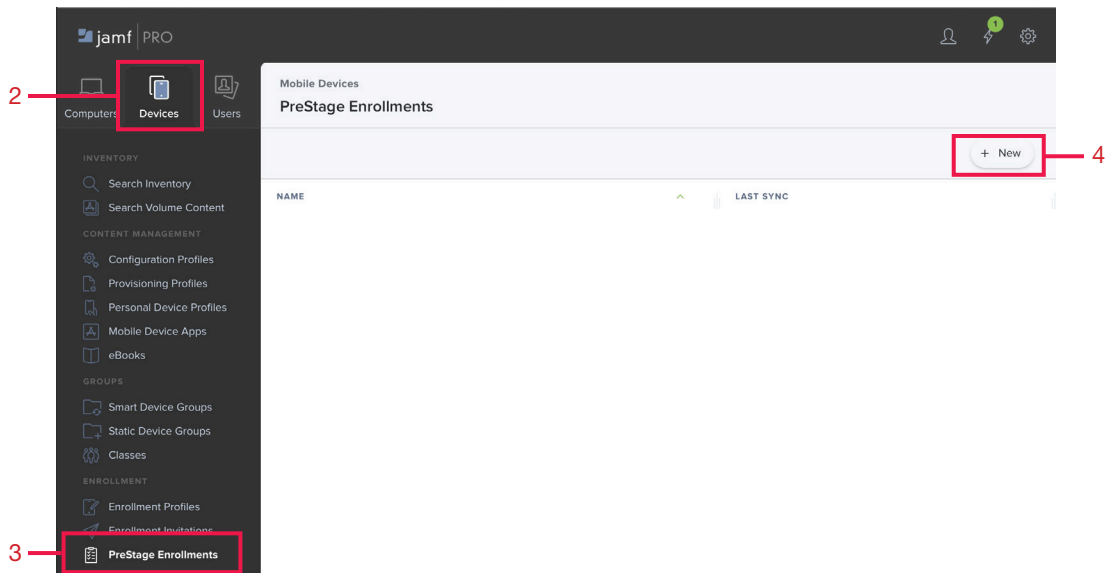 jamf PRO
1
2
Computers
Devices
Users
Mobile Devices
PreStage Enrollments
+ New
4
INVENTORY
Search Inventory
Search Volume Content
NAME
LAST SYNC
CONTENT MANAGEMENT
Configuration Profiles
Provisioning Profiles
Personal Device Profiles
Mobile Device Apps
eBooks
GROUPS
Smart Device Groups
Static Device Groups
Classes
ENROLLMENT
Enrollment Profiles
Enrollment Invitations
3
PreStage Enrollments